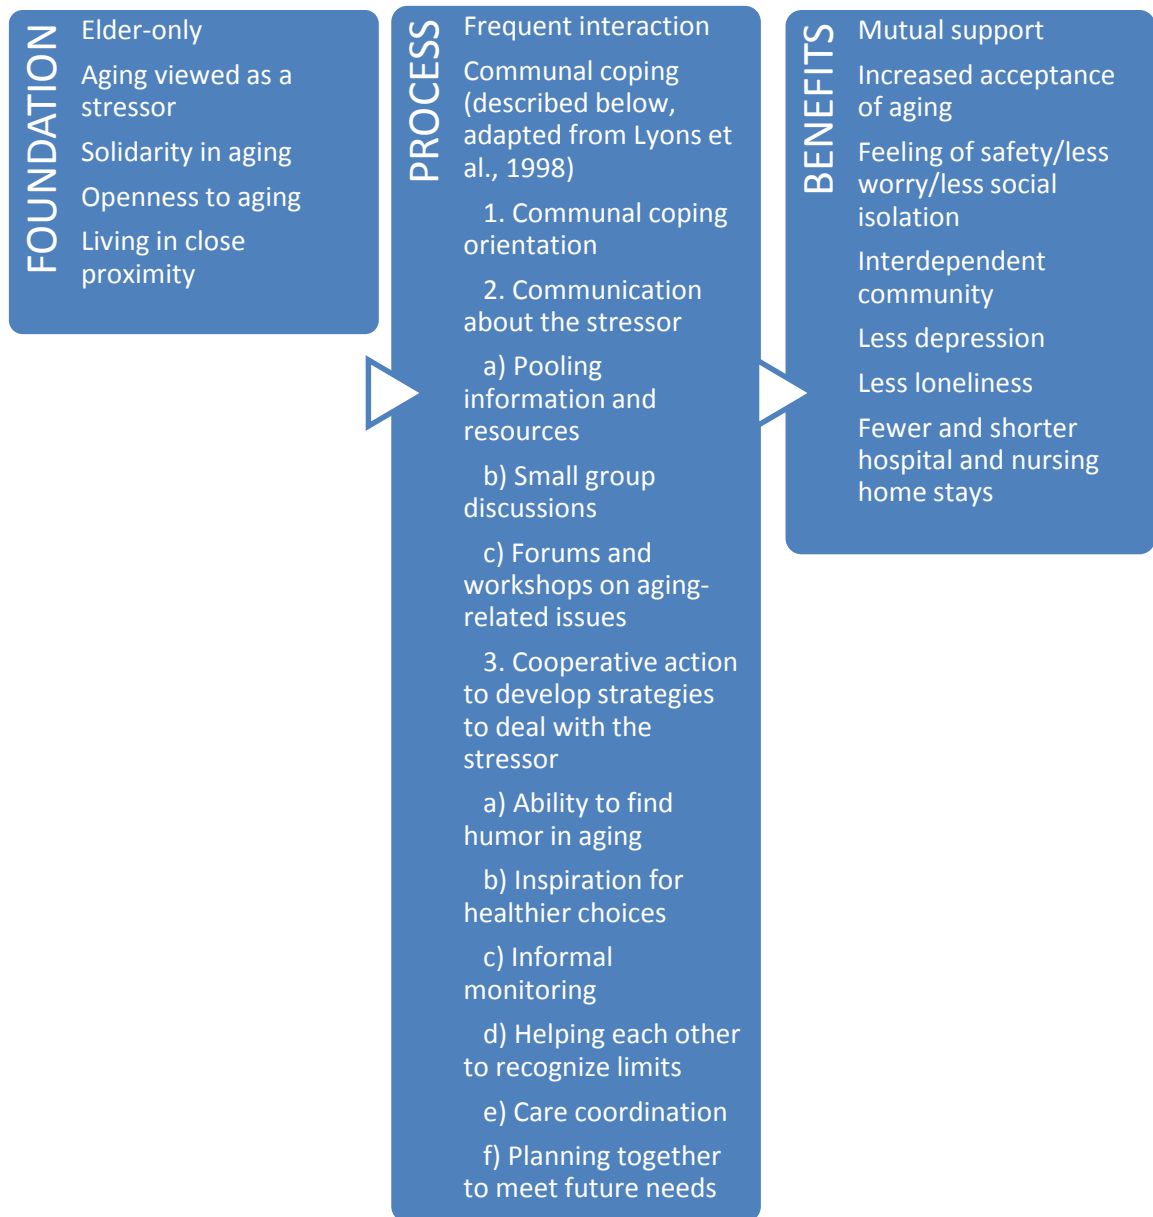 FOUNDATION
Elder-only
Aging viewed as a
stressor
Solidarity in aging
Openness to aging
Living in close
proximity
PROCESS
Frequent interaction
Communal coping
(described below,
adapted from Lyons et
al., 1998)
1. Communal coping
orientation
2. Communication
about the stressor
a) Pooling
information and
resources
b) Small group
discussions
c) Forums and
workshops on aging-
related issues
3. Cooperative action
to develop strategies
to deal with the
stressor
a) Ability to find
humor in aging
b) Inspiration for
healthier choices
c) Informal
monitoring
d) Helping each other
to recognize limits
e) Care coordination
f) Planning together
to meet future needs
BENEFITS
Mutual support
Increased acceptance
of aging
Feeling of safety/less
worry/less social
isolation
Interdependent
community
Less depression
Less loneliness
Fewer and shorter
hospital and nursing
home stays